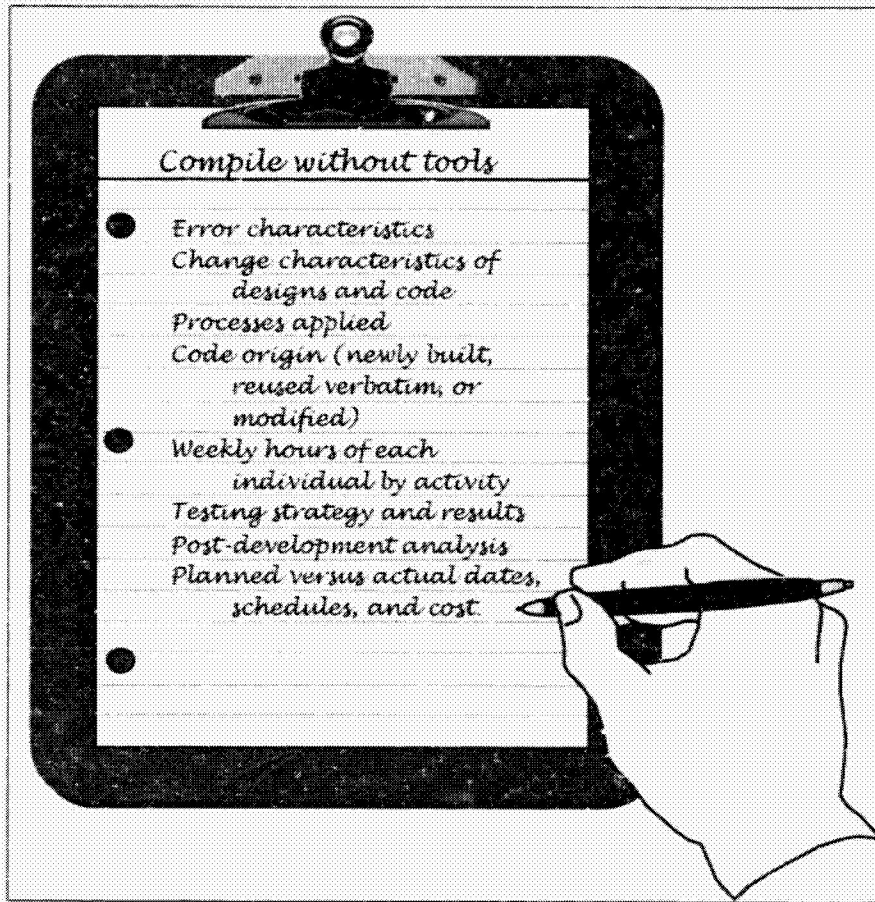 Compile without tools
Error characteristics
Change characteristics of
designs and code
Processes applied
Code origin (newly built,
reused verbatim, or
modified)
Weekly hours of each
individual by activity
Testing strategy and results
Post-development analysis
Planned versus actual dates,
schedules, and cost